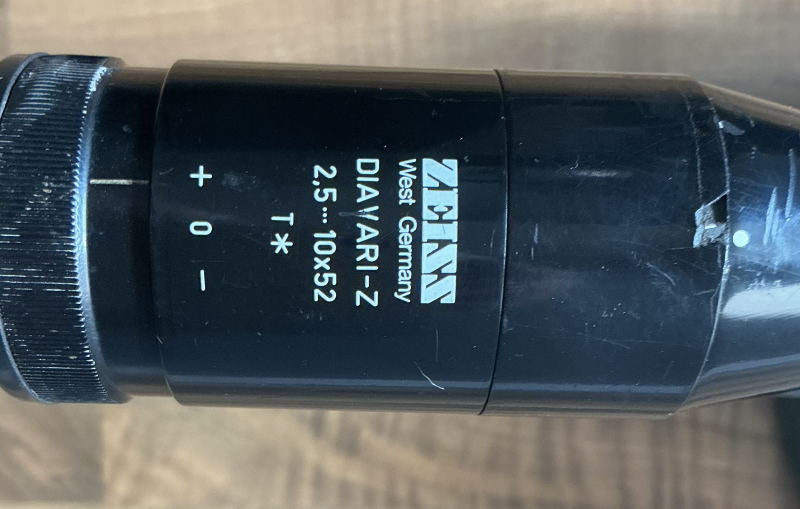 ZEISS
West Germany
DIAVARI-Z
2,5···10x52
T*
+ 0 −